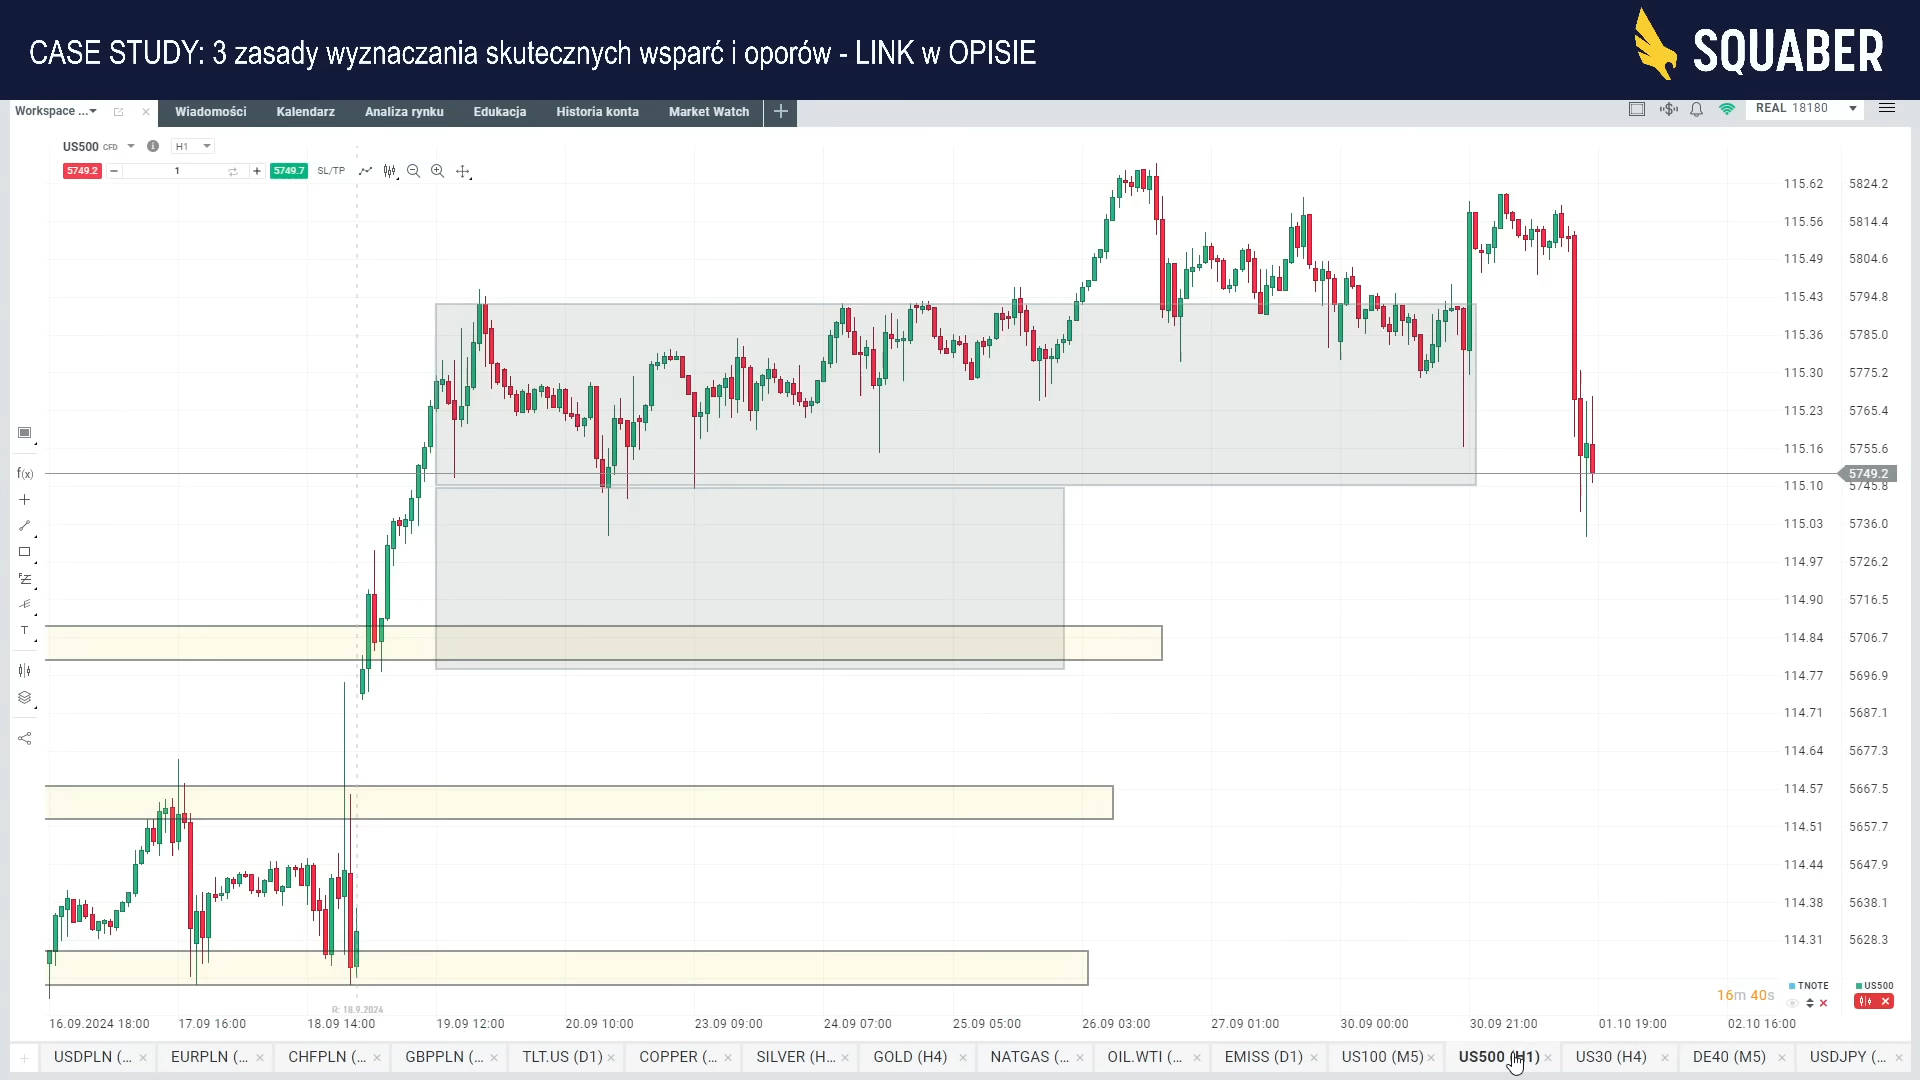 CASE STUDY: 3 zasady wyznaczania skutecznych wsparć i oporów - LINK w OPISIE
SQUABER
Workspace ...
Wiadomości
Kalendarz
Analiza rynku
Edukacja
Historia konta
Market Watch
REAL 18180
US500 CFD
H1
5749.2
1
5749.7
SL/TP
f(x)
T
115.62 5824.2
115.56 5814.4
115.49 5804.6
115.43 5794.8
115.36 5785.0
115.30 5775.2
115.23 5765.4
115.16 5755.6
5749.2
115.10 5745.8
115.03 5736.0
114.97 5726.2
114.90 5716.5
114.84 5706.7
114.77 5696.9
114.71 5687.1
114.64 5677.3
114.57 5667.5
114.51 5657.7
114.44 5647.9
114.38 5638.1
114.31 5628.3
TNOTE
US500
16m 40s
R: 18.9.2024
16.09.2024 18:00
17.09 16:00
18.09 14:00
19.09 12:00
20.09 10:00
23.09 09:00
24.09 07:00
25.09 05:00
26.09 03:00
27.09 01:00
30.09 00:00
30.09 21:00
01.10 19:00
02.10 16:00
USDPLN (...
EURPLN (...
CHFPLN (...
GBPPLN (...
TLT.US (D1)
COPPER (...
SILVER (H...
GOLD (H4)
NATGAS (...
OIL.WTI (...
EMISS (D1)
US100 (M5)
US500 (H1)
US30 (H4)
DE40 (M5)
USDJPY (...